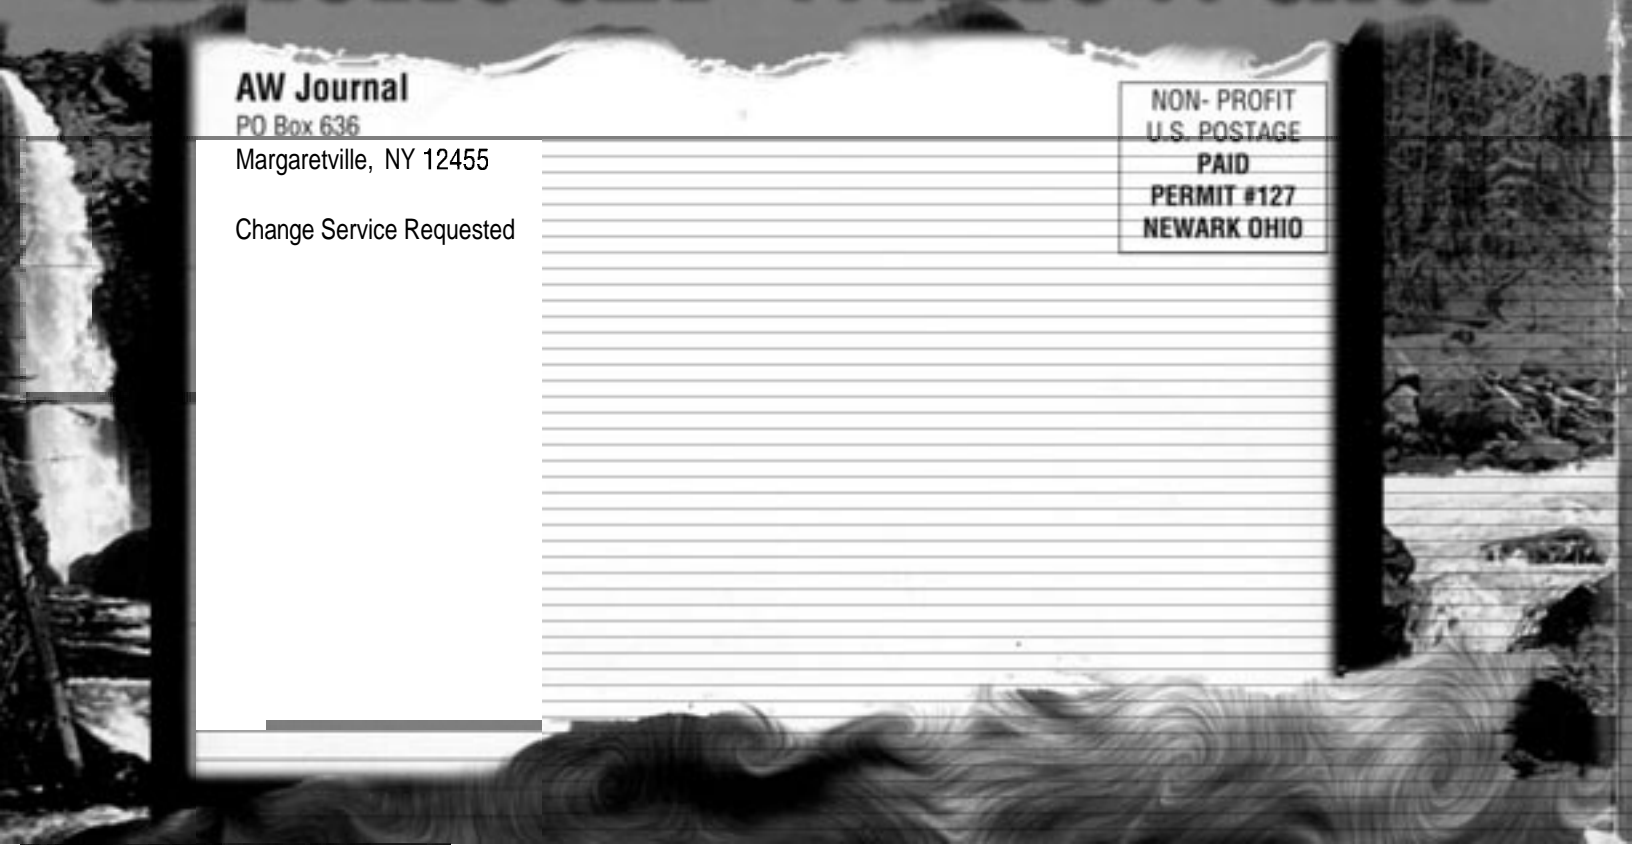 AW Journal
PO Box 636
Margaretville, NY 12455
Change Service Requested
NON- PROFIT
U.S. POSTAGE
PAID
PERMIT #127
NEWARK OHIO